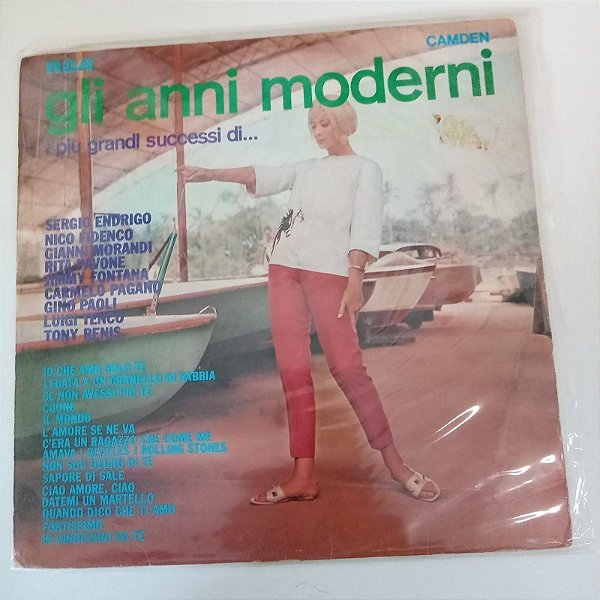 RCA
CAMDEN
gli anni moderni
i più grandi successi di...
SERGIO ENDRIGO
NICO FIDENCO
GIANNI MORANDI
RITA PAVONE
JIMMY FONTANA
CARMELO PAGANO
GINO PAOLI
LUIGI TENCO
TONY RENIS
IO CHE AMO SOLO TE
LEGATA A UN GRANELLO DI SABBIA
SE NON AVESSI PIÙ TE
CUORE
IL MONDO
L'AMORE SE NE VA
C'ERA UN RAGAZZO CHE COME ME
AMAVA I BEATLES I ROLLING STONES
NON SON DEGNO DI TE
SAPORE DI SALE
CIAO AMORE, CIAO
DATEMI UN MARTELLO
QUANDO DICO CHE TI AMO
FORTISSIMO